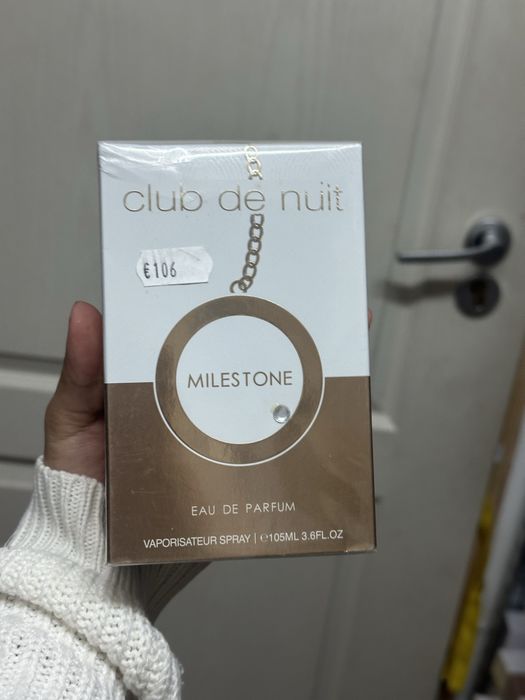 club de nuit
€106
MILESTONE
EAU DE PARFUM
VAPORISATEUR SPRAY | ℮105ML 3.6FL.OZ